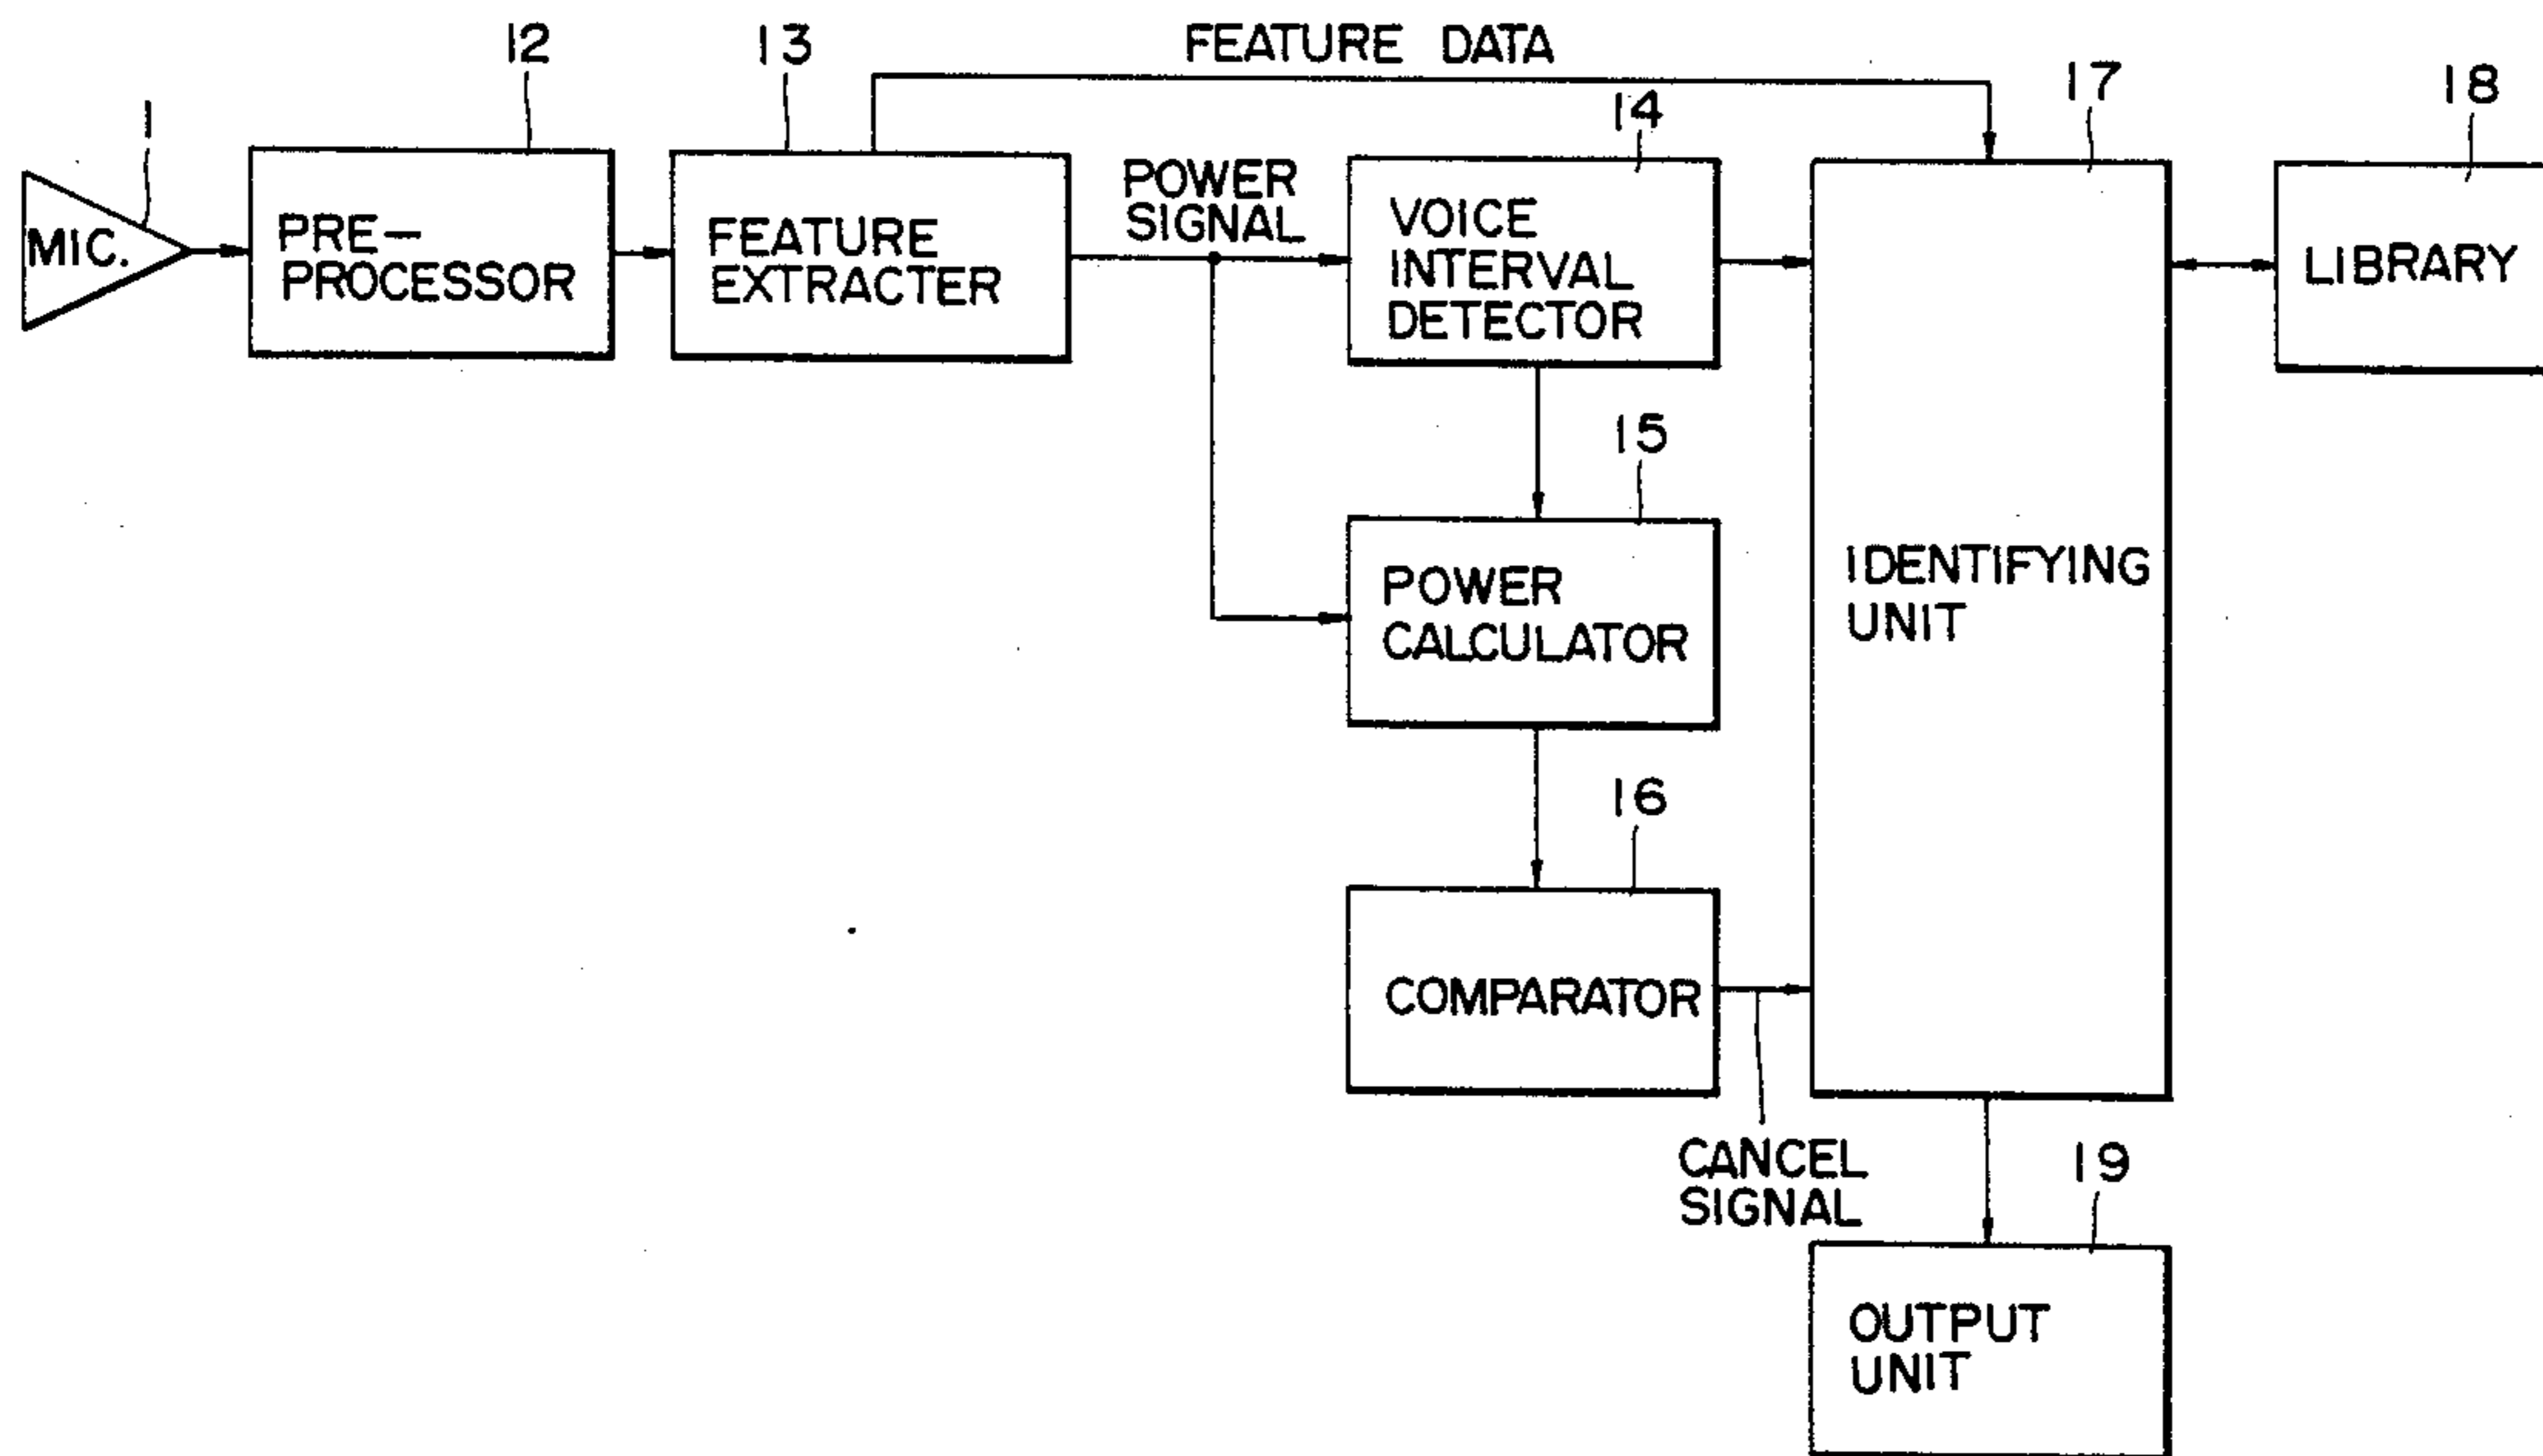 12
13
FEATURE DATA
14
17
18
1
MIC.
PRE-
PROCESSOR
FEATURE
EXTRACTER
POWER
SIGNAL
VOICE
INTERVAL
DETECTOR
LIBRARY
15
POWER
CALCULATOR
IDENTIFYING
UNIT
16
COMPARATOR
CANCEL
SIGNAL
19
OUTPUT
UNIT